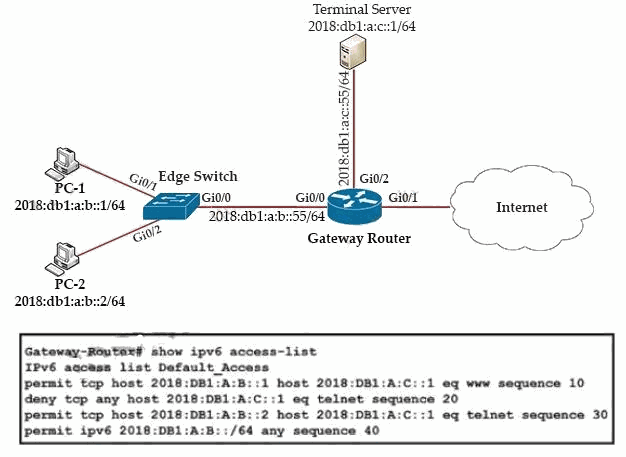 Terminal Server
2018:db1:a:c::1/64
2018:db1:a:c::55/64
Gi0/2
PC-1
2018:db1:a:b::1/64
Gi0/1
Edge Switch
Gi0/0
2018:db1:a:b::55/64
Gi0/0
Gi0/1
Gateway Router
Internet
Gi0/2
PC-2
2018:db1:a:b::2/64
Gateway-Router# show ipv6 access-list
IPv6 access list Default_Access
permit tcp host 2018:DB1:A:B::1 host 2018:DB1:A:C::1 eq www sequence 10
deny tcp any host 2018:DB1:A:C::1 eq telnet sequence 20
permit tcp host 2018:DB1:A:B::2 host 2018:DB1:A:C::1 eq telnet sequence 30
permit ipv6 2018:DB1:A:B::/64 any sequence 40